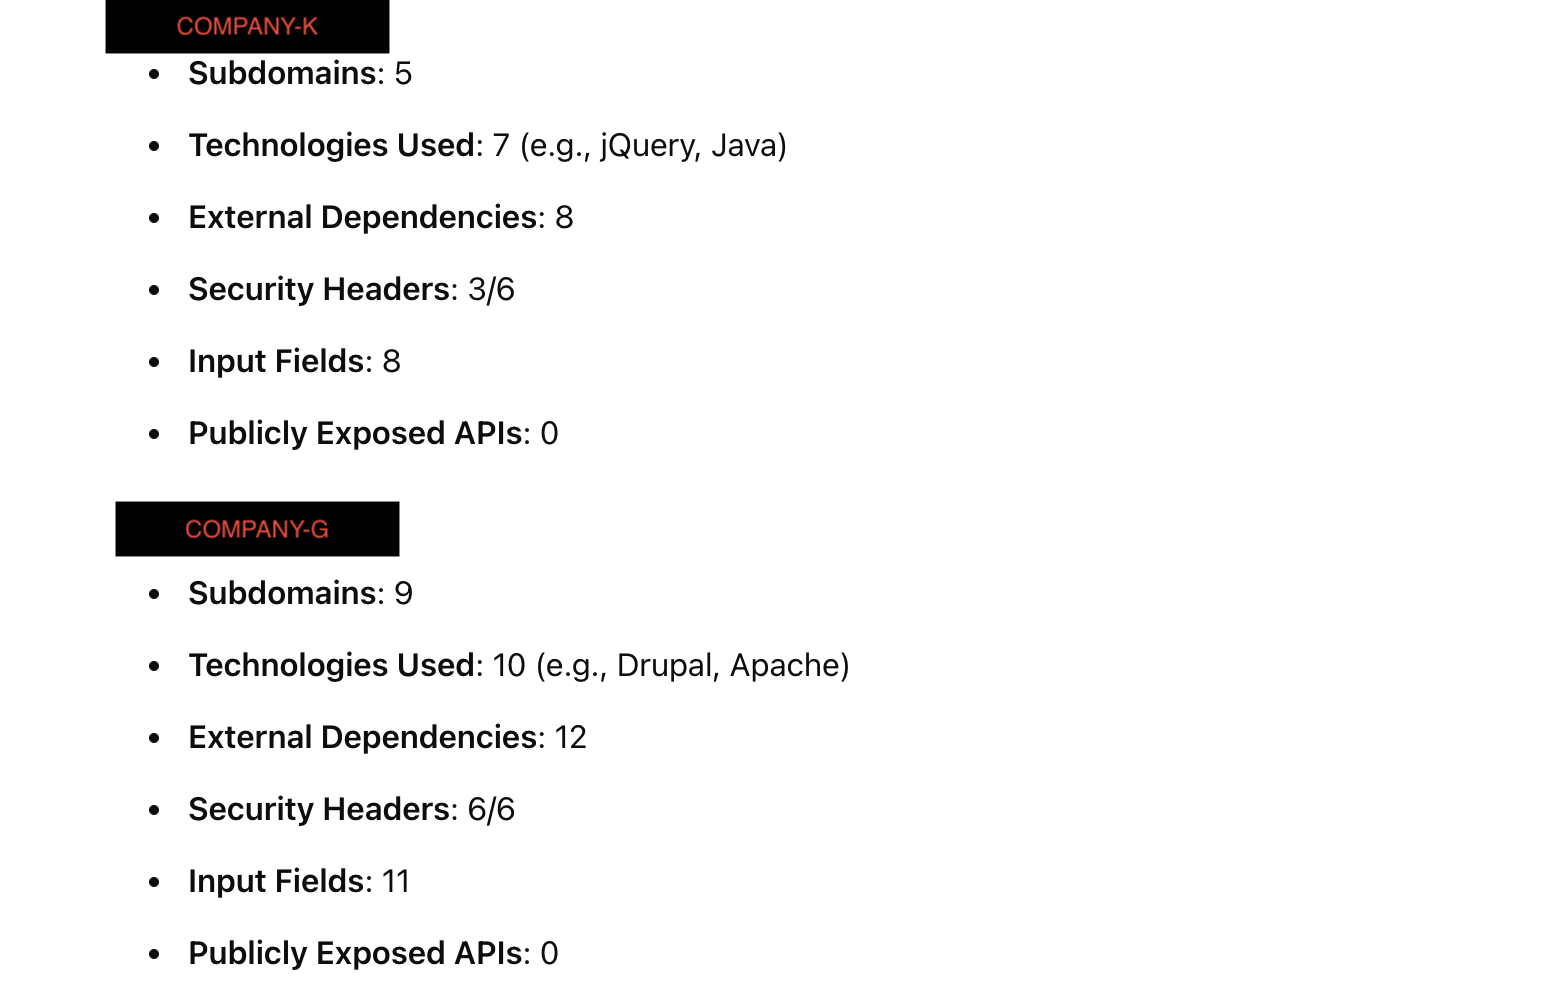 COMPANY-K
• Subdomains: 5
• Technologies Used: 7 (e.g., jQuery, Java)
• External Dependencies: 8
• Security Headers: 3/6
• Input Fields: 8
• Publicly Exposed APIs: 0
COMPANY-G
• Subdomains: 9
• Technologies Used: 10 (e.g., Drupal, Apache)
• External Dependencies: 12
• Security Headers: 6/6
• Input Fields: 11
• Publicly Exposed APIs: 0